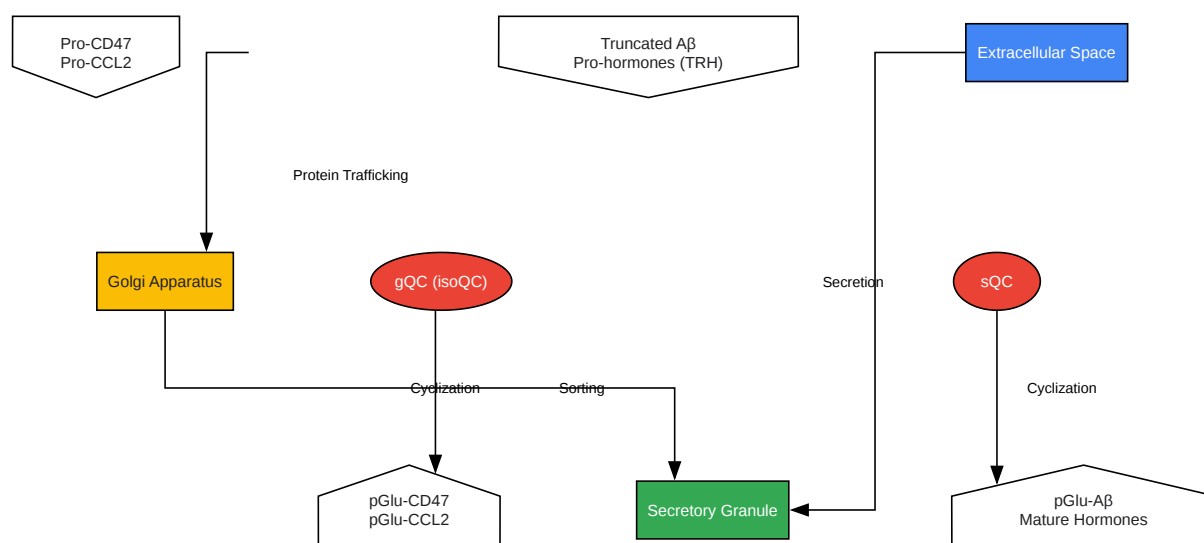 Pro-CD47
Pro-CCL2
Truncated Aβ
Pro-hormones (TRH)
Extracellular Space
Protein Trafficking
Golgi Apparatus
gQC (isoQC)
Secretion
sQC
Cyclization
Sorting
Cyclization
pGlu-CD47
pGlu-CCL2
Secretory Granule
pGlu-Aβ
Mature Hormones